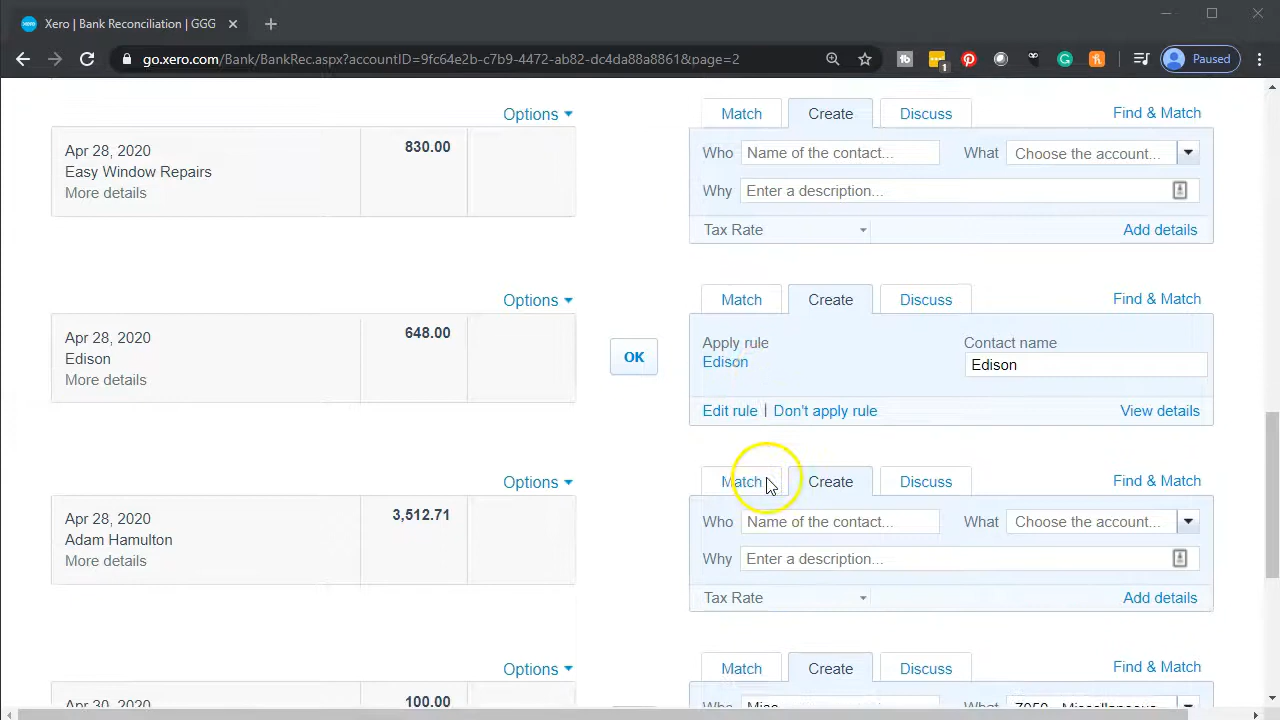 Xero | Bank Reconciliation | GGG
go.xero.com/Bank/BankRec.aspx?accountID=9fc64e2b-c7b9-4472-ab82-dc4da88a8861&page=2
1
Paused
Options
Match
Create
Discuss
Find & Match
Apr 28, 2020
830.00
Easy Window Repairs
More details
Who
Name of the contact...
What
Choose the account...
Why
Enter a description...
Tax Rate
Add details
Options
Match
Create
Discuss
Find & Match
Apr 28, 2020
648.00
Edison
More details
OK
Apply rule
Edison
Contact name
Edison
Edit rule | Don't apply rule
View details
Options
Match
Create
Discuss
Find & Match
Apr 28, 2020
3,512.71
Adam Hamulton
More details
Who
Name of the contact...
What
Choose the account...
Why
Enter a description...
Tax Rate
Add details
Options
Match
Create
Discuss
Find & Match
Apr 30, 2020
100.00
Who
Misc
What
7050 - Miscellaneous